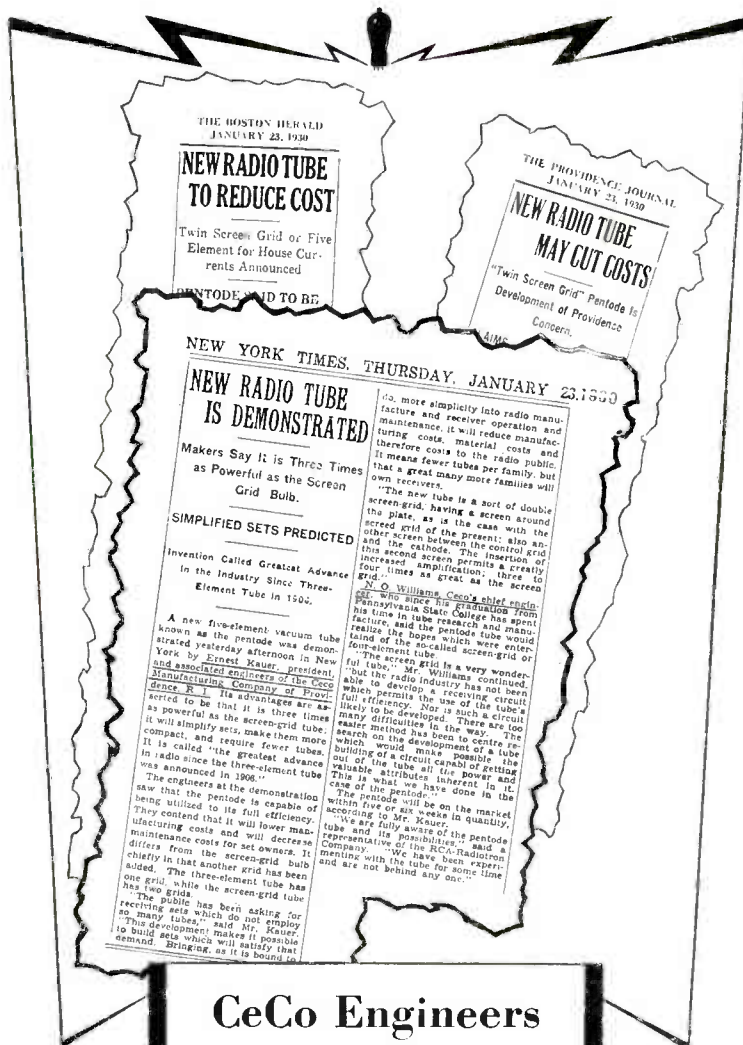 THE BOSTON HERALD
JANUARY 23, 1930
NEW RADIO TUBE
TO REDUCE COST
Twin Screen Grid or Five
Element for House Cur-
rents Announced
PENTODE SAID TO BE
THE PROVIDENCE JOURNAL
JANUARY 23, 1930
NEW RADIO TUBE
MAY CUT COSTS
"Twin Screen Grid" Pentode Is
Development of Providence
Concern.
NEW YORK TIMES, THURSDAY, JANUARY 23, 1930
NEW RADIO TUBE
IS DEMONSTRATED
Makers Say It is Three Times
as Powerful as the Screen
Grid Bulb.
SIMPLIFIED SETS PREDICTED
Invention Called Greatest Advance
in the Industry Since Three-
Element Tube in 1906.
A new five-element vacuum tube
known as the pentode was demon-
strated yesterday afternoon in New
York by Ernest Kauer, president,
and associated engineers of the Ceco
Manufacturing Company of Provi-
dence, R. I. Its advantages are as-
serted to be that it is three times
as powerful as the screen-grid tube;
it will simplify sets, make them more
compact, and require fewer tubes.
It is called "the greatest advance
in radio since the three-element tube
was announced in 1906."
The engineers at the demonstration
saw that the pentode is capable of
being utilized to its full efficiency.
They contend that it will lower man-
ufacturing costs and will decrease
maintenance costs for set owners. It
differs from the screen-grid bulb
chiefly in that another grid has been
added. The three-element tube has
one grid, while the screen-grid tube
has two grids.
"The public has been asking for
receiving sets which do not employ
so many tubes," said Mr. Kauer.
"This development makes it possible
to build sets which will satisfy that
demand. Bringing, as it is bound to
do, more simplicity into radio manu-
facture and receiver operation and
maintenance, it will reduce manufac-
turing costs, material costs and
therefore costs to the radio public.
It means fewer tubes per family, but
that a great many more families will
own receivers.
"The new tube is a sort of double
screen-grid, having a screen around
the plate, as is the case with the
screed grid of the present; also an-
other screen between the control grid
and the cathode. The insertion of
this second screen permits a greatly
increased amplification; three to
four times as great as the screen
grid."
N. O. Williams, Ceco's chief engin-
eer, who since his graduation from
Pennsylvania State College has spent
his time in tube research and manu-
facture, said the pentode tube would
realize the hopes which were enter-
taind of the so-called screen-grid or
four-element tube.
"The screen grid is a very wonder-
ful tube," Mr. Williams continued,
"but the radio industry has not been
able to develop a receiving circuit
which permits the use of the tube's
full efficiency. Nor is such a circuit
likely to be developed. There are too
many difficulties in the way. The
easier method has been to centre re-
search on the development of a tube
which would make possible the
building of a circuit capabl of getting
out of the tube all the power and
valuable attributes inherent in it.
This is what we have done in the
case of the pentode."
The pentode will be on the market
within five or six weeks in quantity,
according to Mr. Kauer.
"We are fully aware of the pentode
tube and its possibilities," said a
representative of the RCA-Radiotron
Company. "We have been experi-
menting with the tube for some time
and are not behind any one."
CeCo Engineers